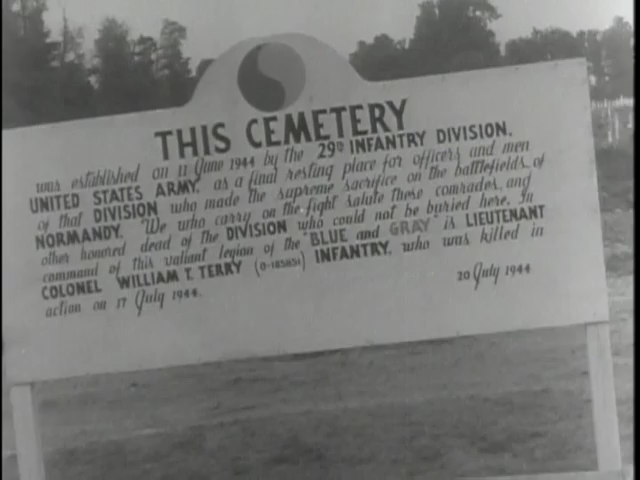 THIS CEMETERY
was established on 11 June 1944 by the 29TH INFANTRY DIVISION,
UNITED STATES ARMY, as a final resting place for officers and men
of that DIVISION who made the supreme sacrifice on the battlefields of
NORMANDY. We who carry on the fight salute these comrades, and
other honored dead of the DIVISION who could not be buried here. In
command of this valiant legion of the "BLUE and GRAY" is LIEUTENANT
COLONEL WILLIAM T. TERRY (O-185851) INFANTRY, who was killed in
action on 17 July 1944.
20 July 1944